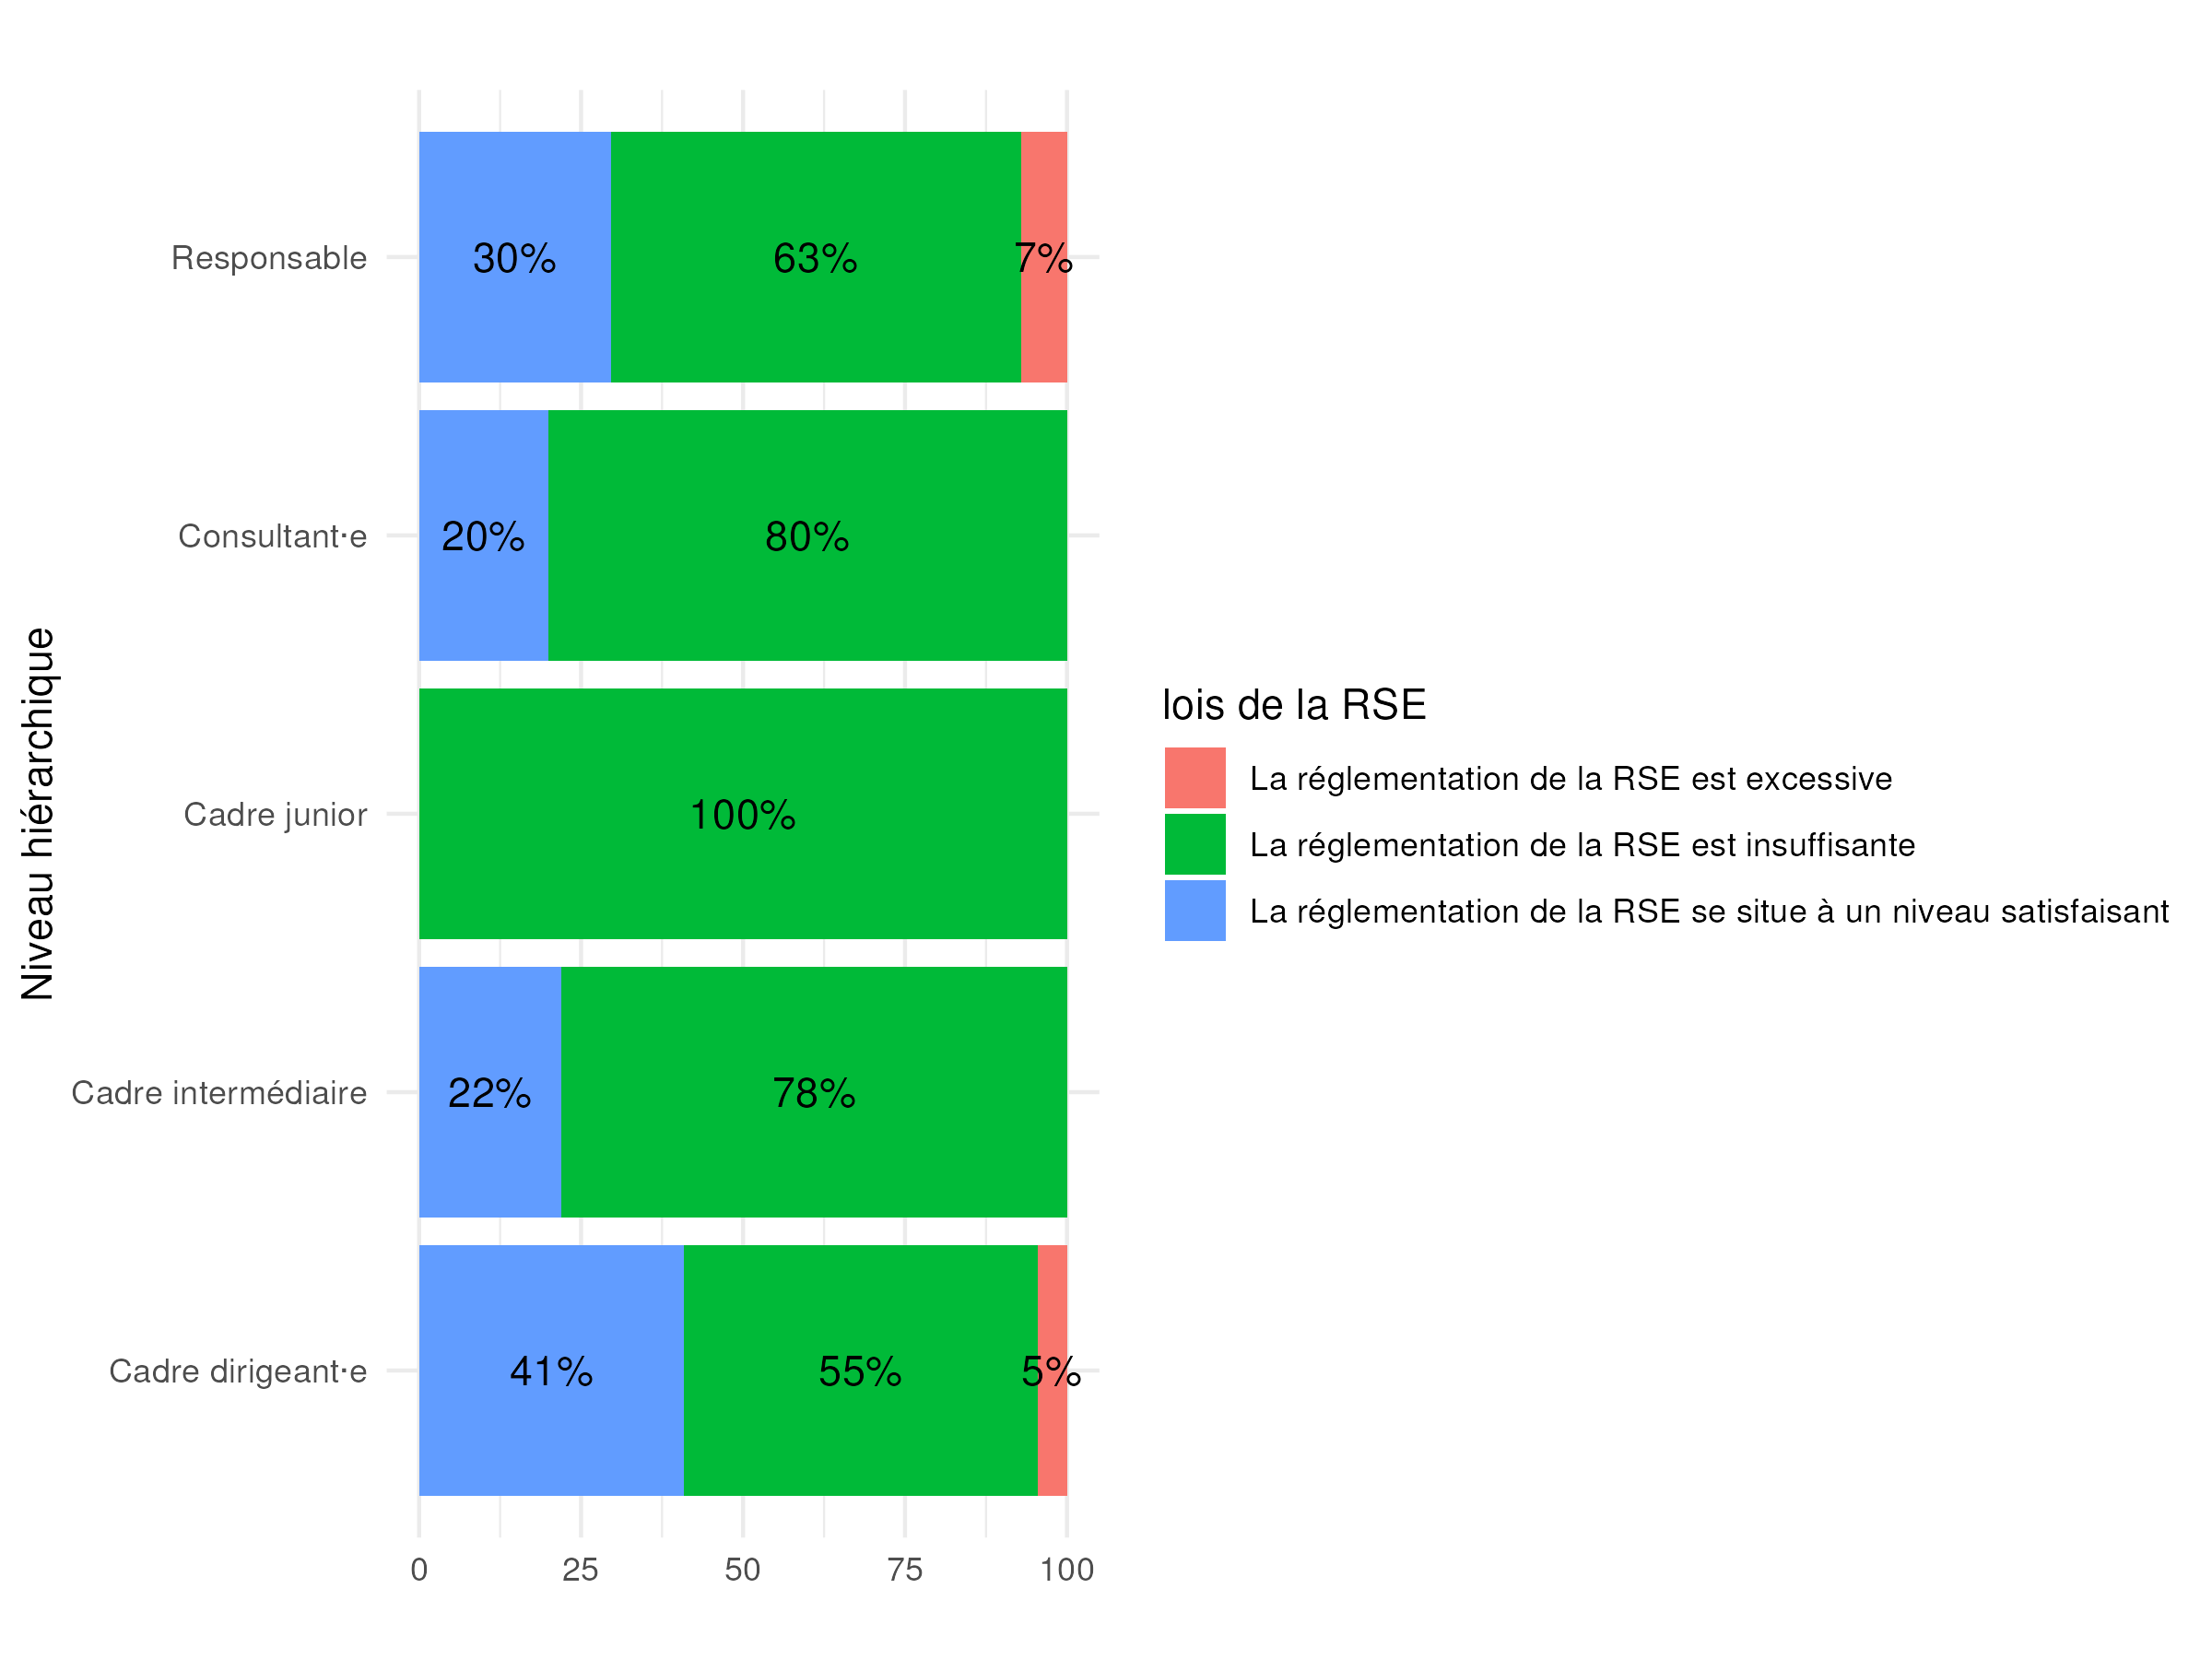 Niveau hiérarchique
Responsable
30%
63%
7%
Consultant·e
20%
80%
Cadre junior
100%
Cadre intermédiaire
22%
78%
Cadre dirigeant·e
41%
55%
5%
0
25
50
75
100
lois de la RSE
La réglementation de la RSE est excessive
La réglementation de la RSE est insuffisante
La réglementation de la RSE se situe à un niveau satisfaisant